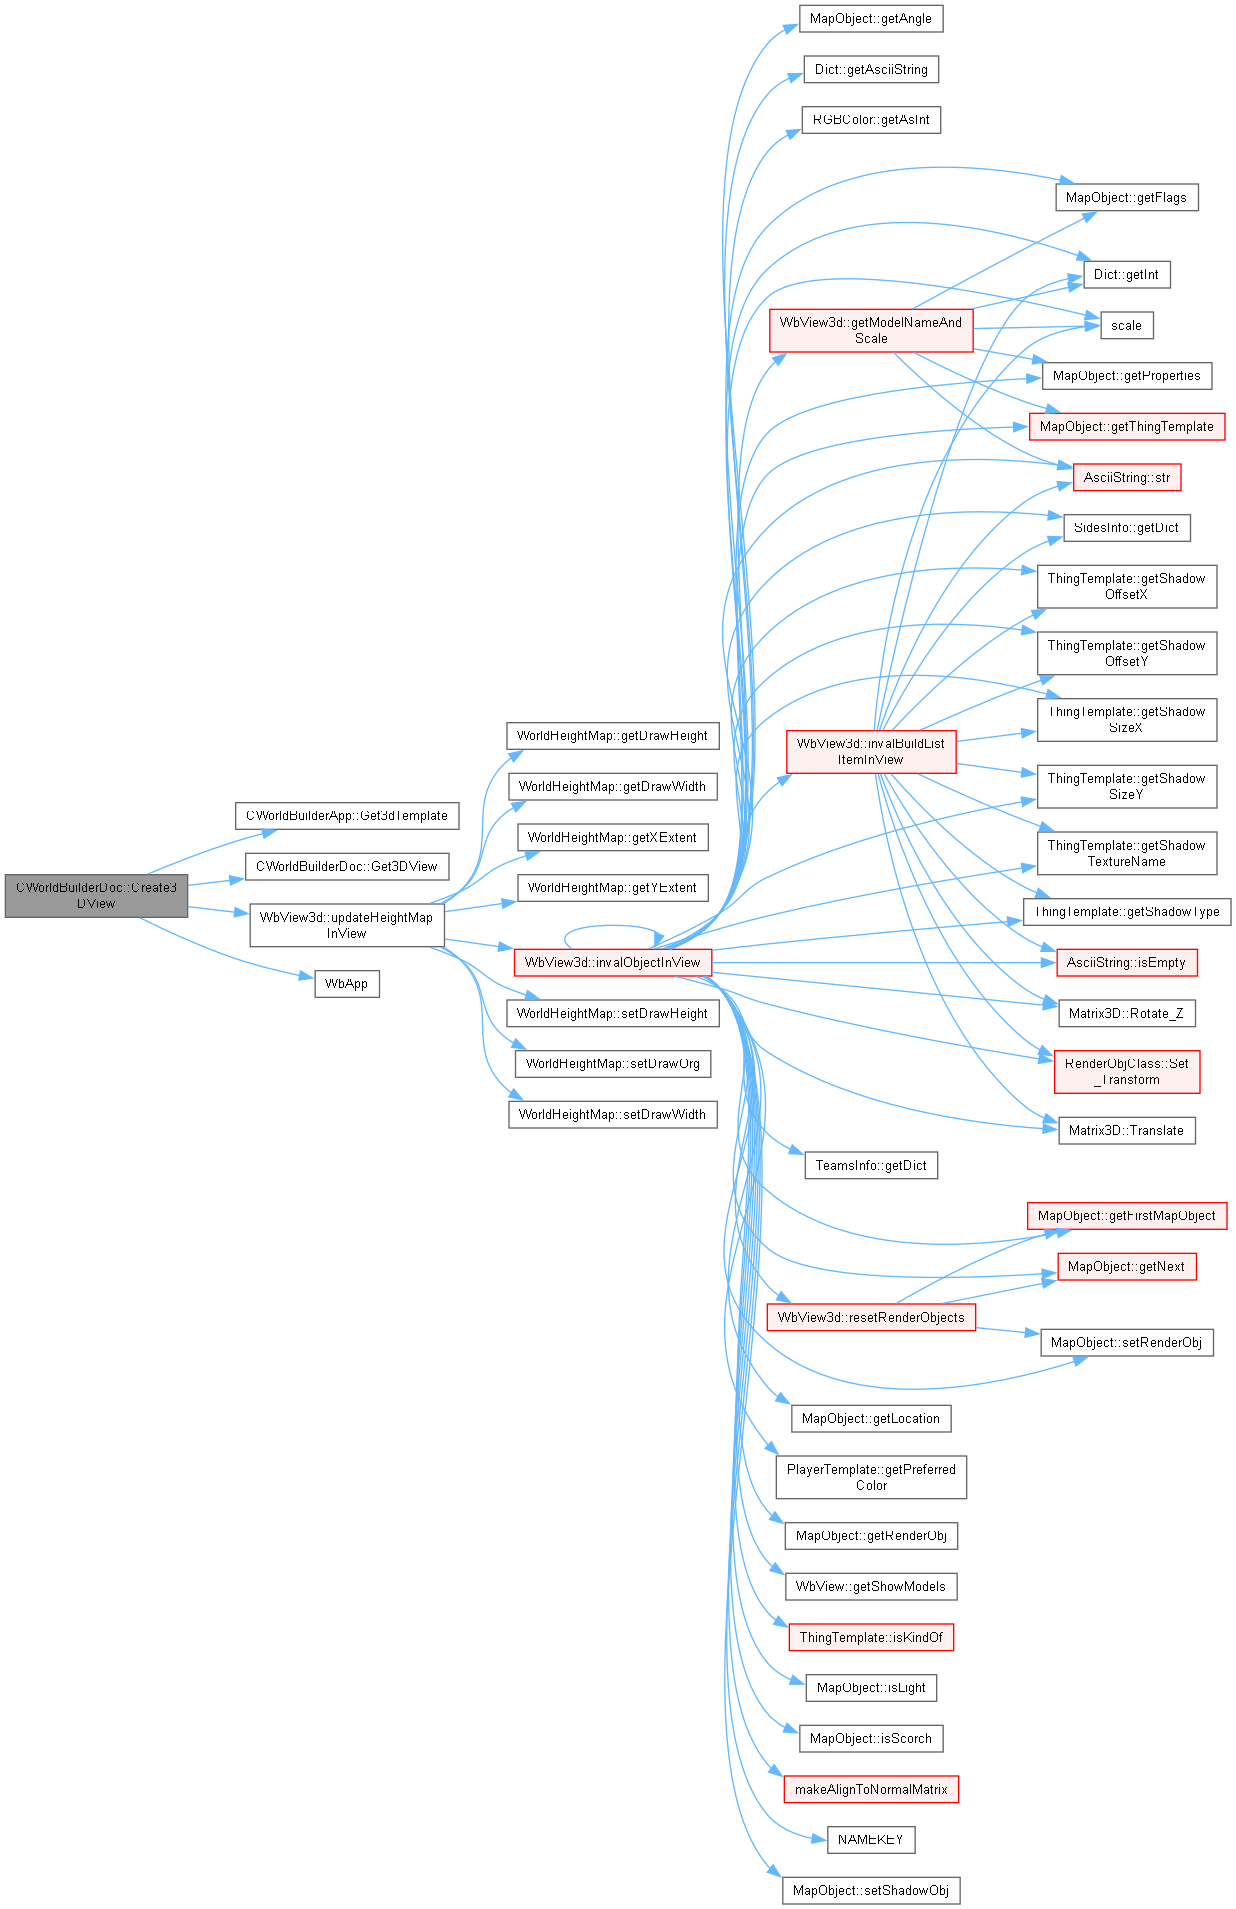 MapObject::getAngle
Dict::getAsciiString
RGBColor::getAsInt
MapObject::getFlags
Dict::getInt
WbView3d::getModelNameAnd
Scale
scale
MapObject::getProperties
MapObject::getThingTemplate
AsciiString::str
SidesInfo::getDict
ThingTemplate::getShadow
OffsetX
ThingTemplate::getShadow
OffsetY
ThingTemplate::getShadow
SizeX
WorldHeightMap::getDrawHeight
WbView3d::invalBuildList
ItemInView
ThingTemplate::getShadow
SizeY
WorldHeightMap::getDrawWidth
CWorldBuilderApp::Get3dTemplate
WorldHeightMap::getXExtent
ThingTemplate::getShadow
TextureName
CWorldBuilderDoc::Get3DView
CWorldBuilderDoc::Create3
DView
WorldHeightMap::getYExtent
ThingTemplate::getShadowType
WbView3d::updateHeightMap
InView
WbView3d::invalObjectInView
AsciiString::isEmpty
WbApp
WorldHeightMap::setDrawHeight
Matrix3D::Rotate_Z
WorldHeightMap::setDrawOrg
RenderObjClass::Set
_Transform
WorldHeightMap::setDrawWidth
Matrix3D::Translate
TeamsInfo::getDict
MapObject::getFirstMapObject
MapObject::getNext
WbView3d::resetRenderObjects
MapObject::setRenderObj
MapObject::getLocation
PlayerTemplate::getPreferred
Color
MapObject::getRenderObj
WbView::getShowModels
ThingTemplate::isKindOf
MapObject::isLight
MapObject::isScorch
makeAlignToNormalMatrix
NAMEKEY
MapObject::setShadowObj